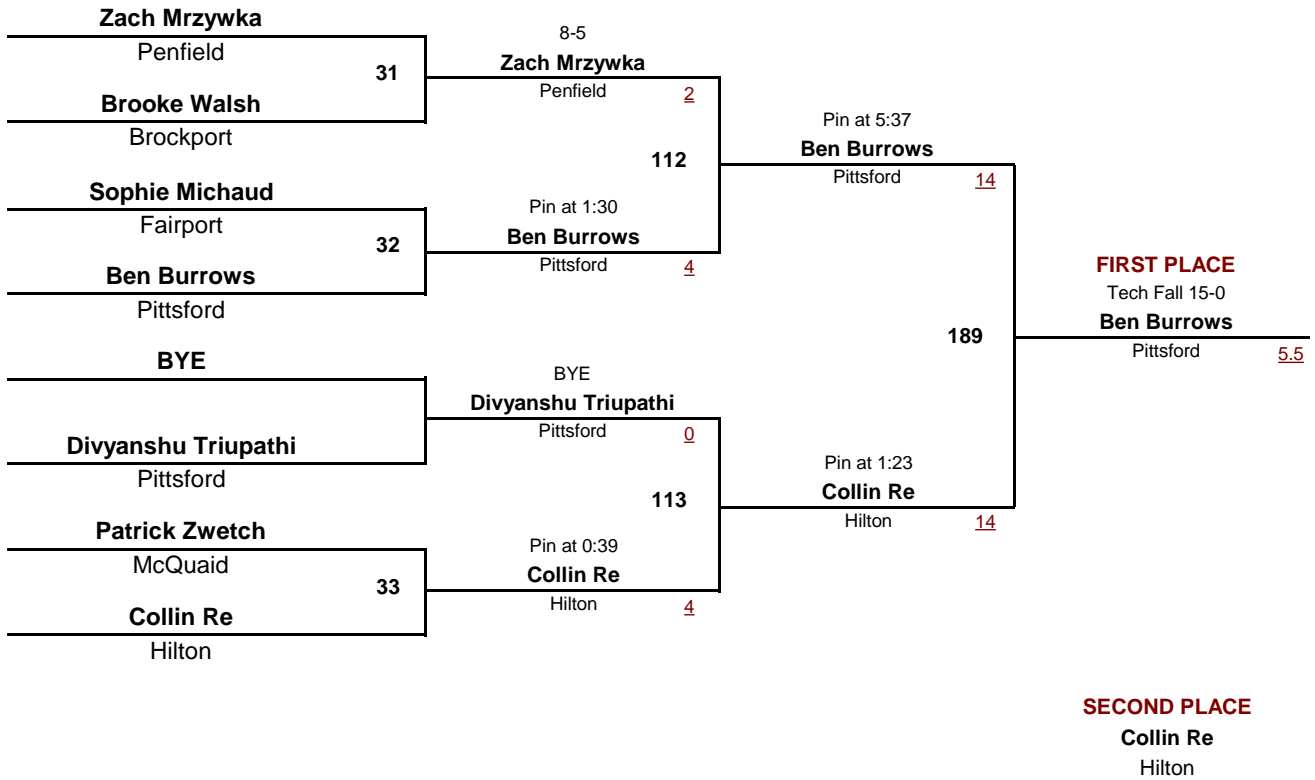 Zach Mrzywka
Penfield
31
Brooke Walsh
Brockport
Sophie Michaud
Fairport
32
Ben Burrows
Pittsford
BYE
Divyanshu Triupathi
Pittsford
Patrick Zwetch
McQuaid
33
Collin Re
Hilton
8-5
Zach Mrzywka
Penfield
2
112
Pin at 1:30
Ben Burrows
Pittsford
4
BYE
Divyanshu Triupathi
Pittsford
0
113
Pin at 0:39
Collin Re
Hilton
4
Pin at 5:37
Ben Burrows
Pittsford
14
189
Pin at 1:23
Collin Re
Hilton
14
FIRST PLACE
Tech Fall 15-0
Ben Burrows
Pittsford
5.5
SECOND PLACE
Collin Re
Hilton